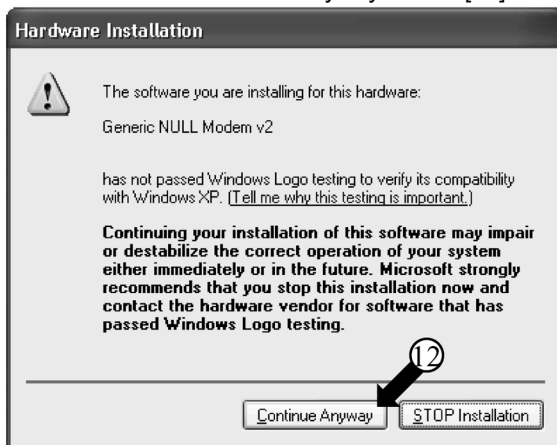 Hardware Installation
The software you are installing for this hardware:
Generic NULL Modem v2
has not passed Windows Logo testing to verify its compatibility
with Windows XP. (Tell me why this testing is important.)
Continuing your installation of this software may impair
or destabilize the correct operation of your system
either immediately or in the future. Microsoft strongly
recommends that you stop this installation now and
contact the hardware vendor for software that has
passed Windows Logo testing.
12
Continue Anyway STOP Installation